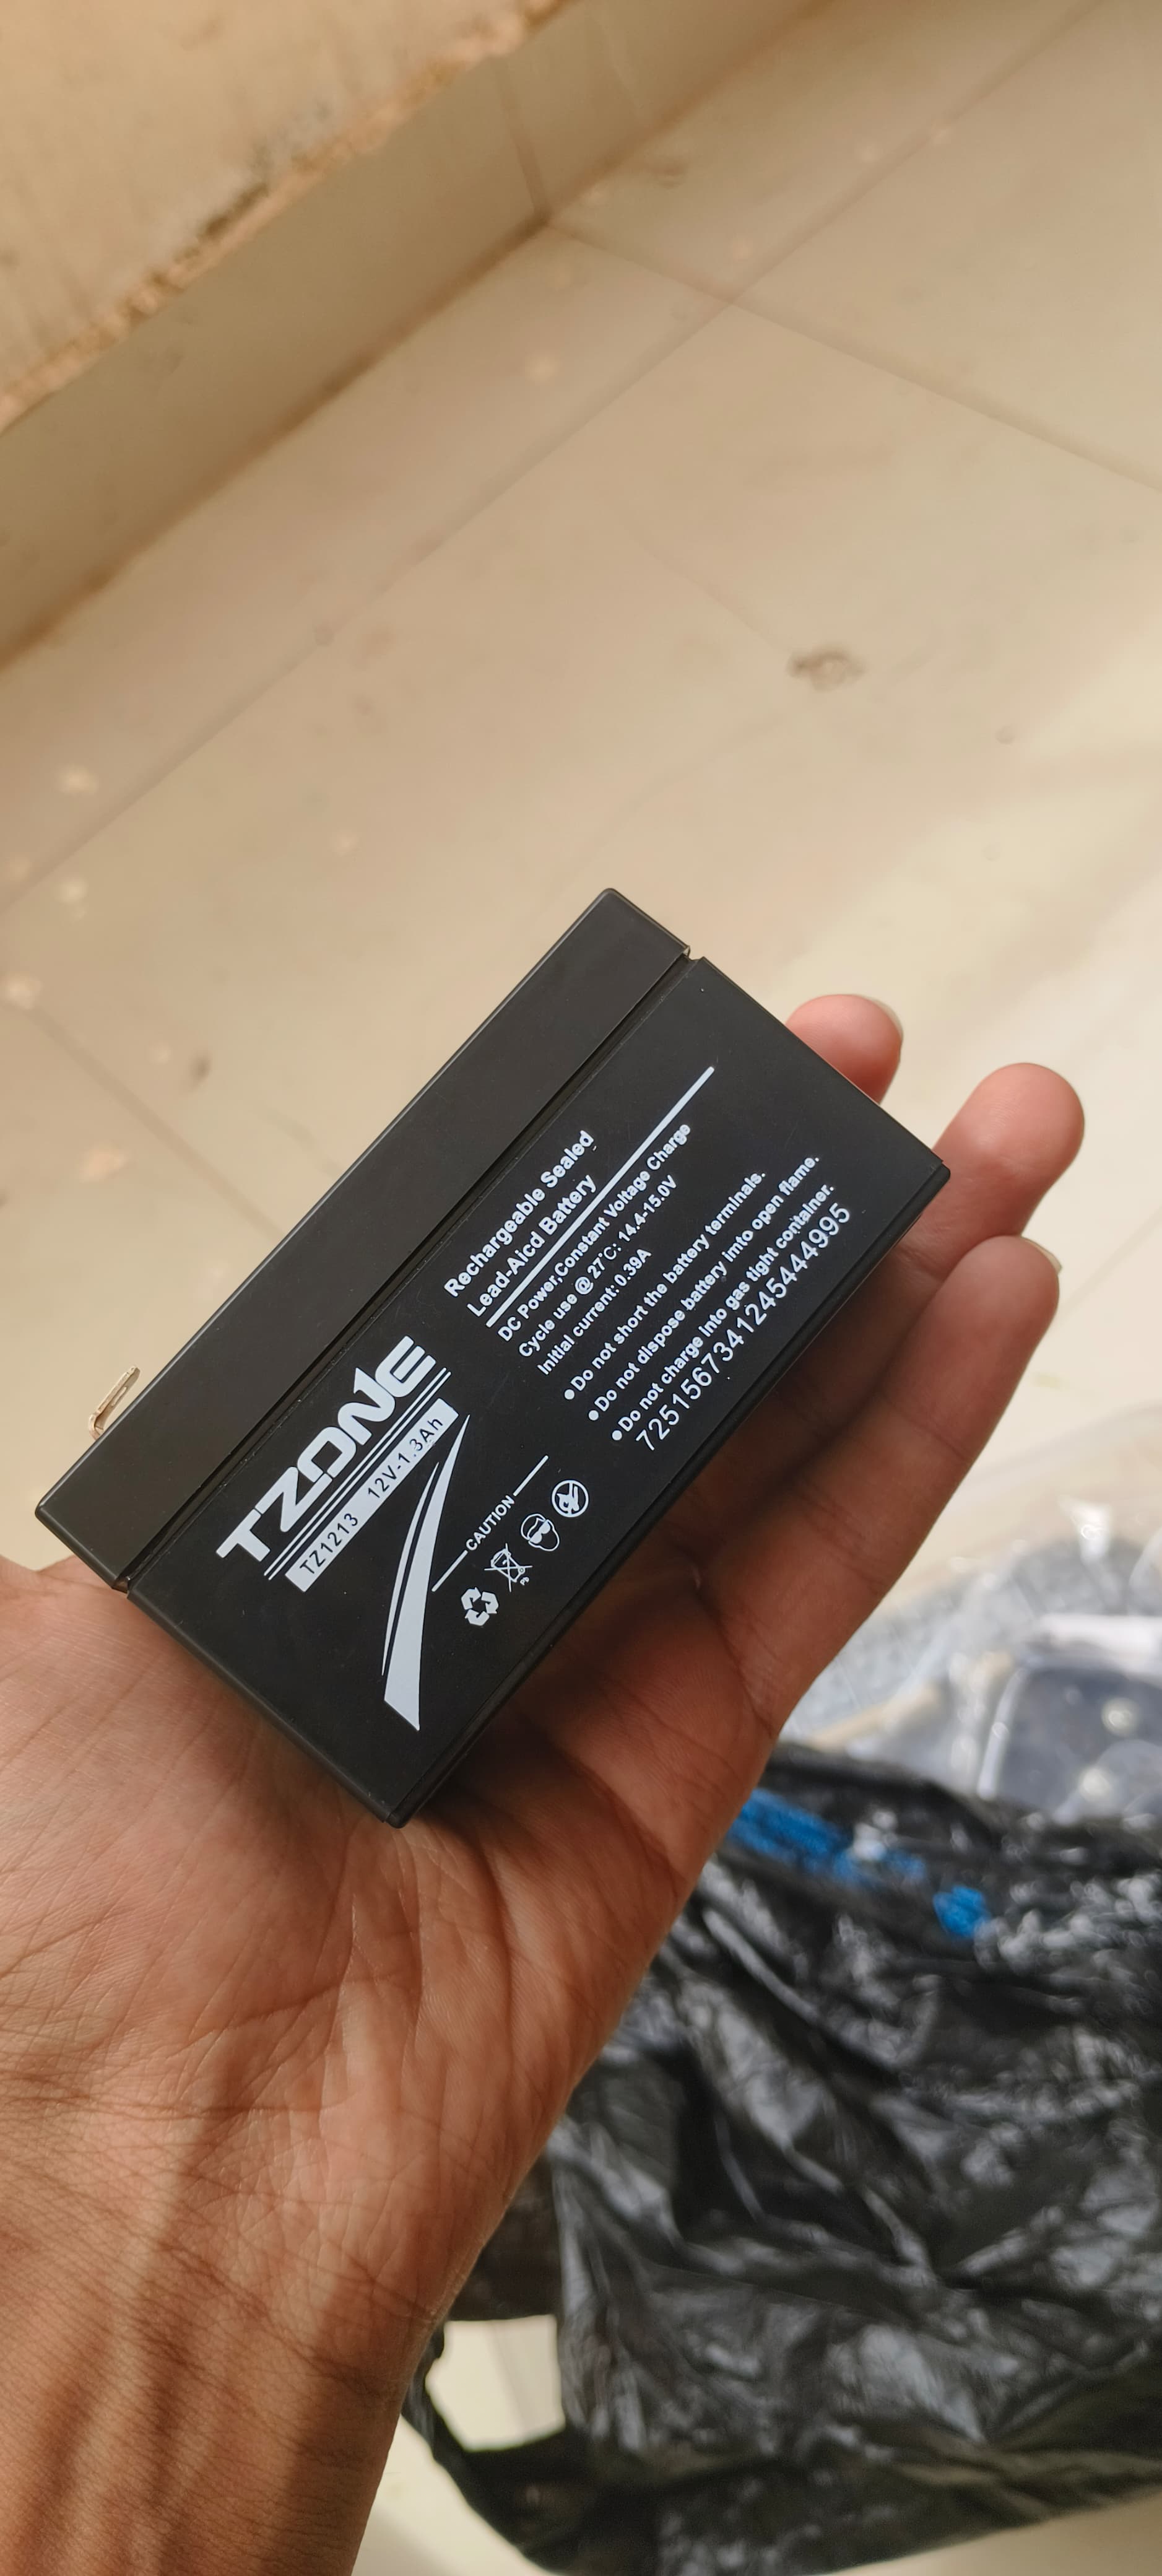 TZONE
TZ1213 12V-1.3Ah
CAUTION
Rechargeable Sealed
Lead-Aicd Battery
DC Power,Constant Voltage Charge
Cycle use @ 27℃: 14.4-15.0V
Initial current: 0.39A
●Do not short the battery terminals.
●Do not dispose battery imto open flame.
●Do not charge into gas tight container.
7251567341245444995